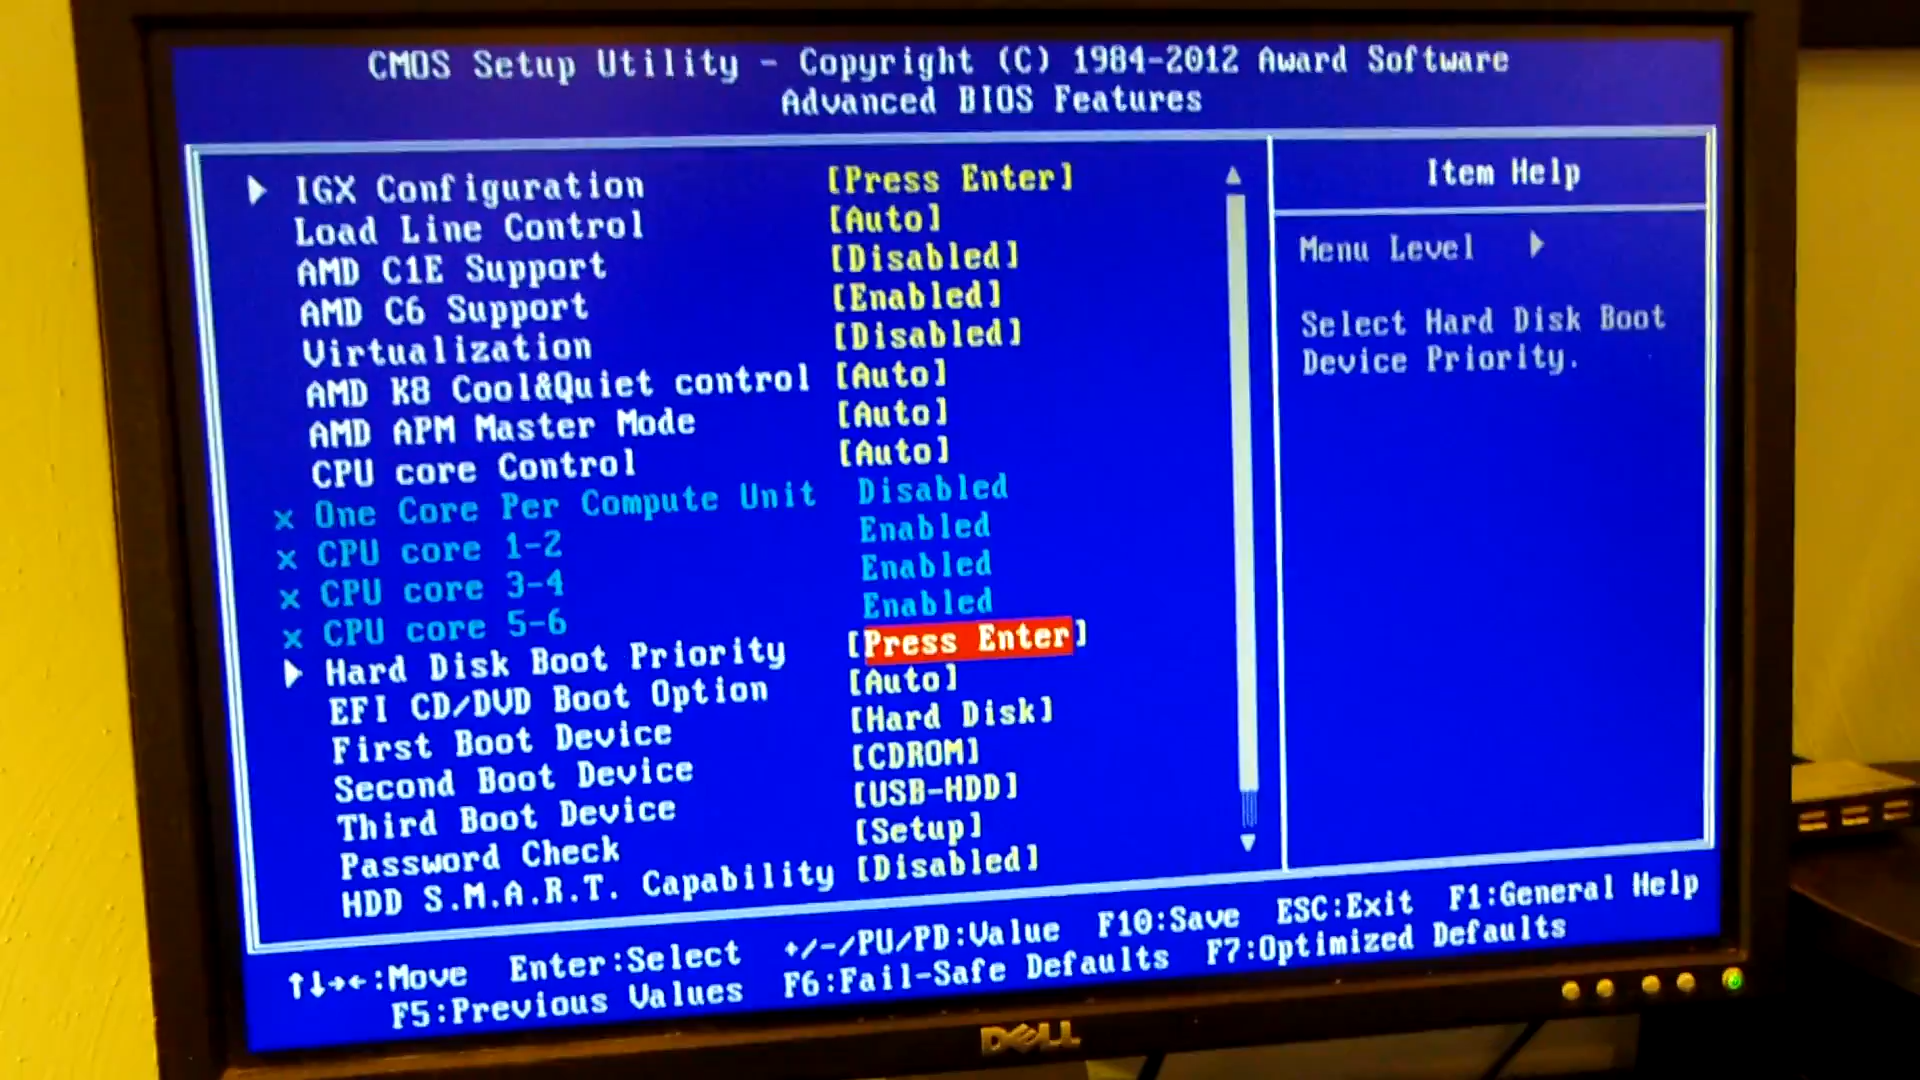 CMOS Setup Utility - Copyright (C) 1984-2012 Award Software
Advanced BIOS Features
IGX Configuration [Press Enter]
Load Line Control [Auto]
AMD C1E Support [Disabled]
AMD C6 Support [Enabled]
Virtualization [Disabled]
AMD K8 Cool&Quiet control [Auto]
AMD APM Master Mode [Auto]
CPU core Control [Auto]
x One Core Per Compute Unit Disabled
x CPU core 1-2 Enabled
x CPU core 3-4 Enabled
x CPU core 5-6 Enabled
Hard Disk Boot Priority [Press Enter]
EFI CD/DVD Boot Option [Auto]
First Boot Device [Hard Disk]
Second Boot Device [CDROM]
Third Boot Device [USB-HDD]
Password Check [Setup]
HDD S.M.A.R.T. Capability [Disabled]
Item Help
Menu Level
Select Hard Disk Boot
Device Priority.
↑↓→←:Move Enter:Select +/-/PU/PD:Value F10:Save ESC:Exit F1:General Help
F5:Previous Values F6:Fail-Safe Defaults F7:Optimized Defaults
DELL